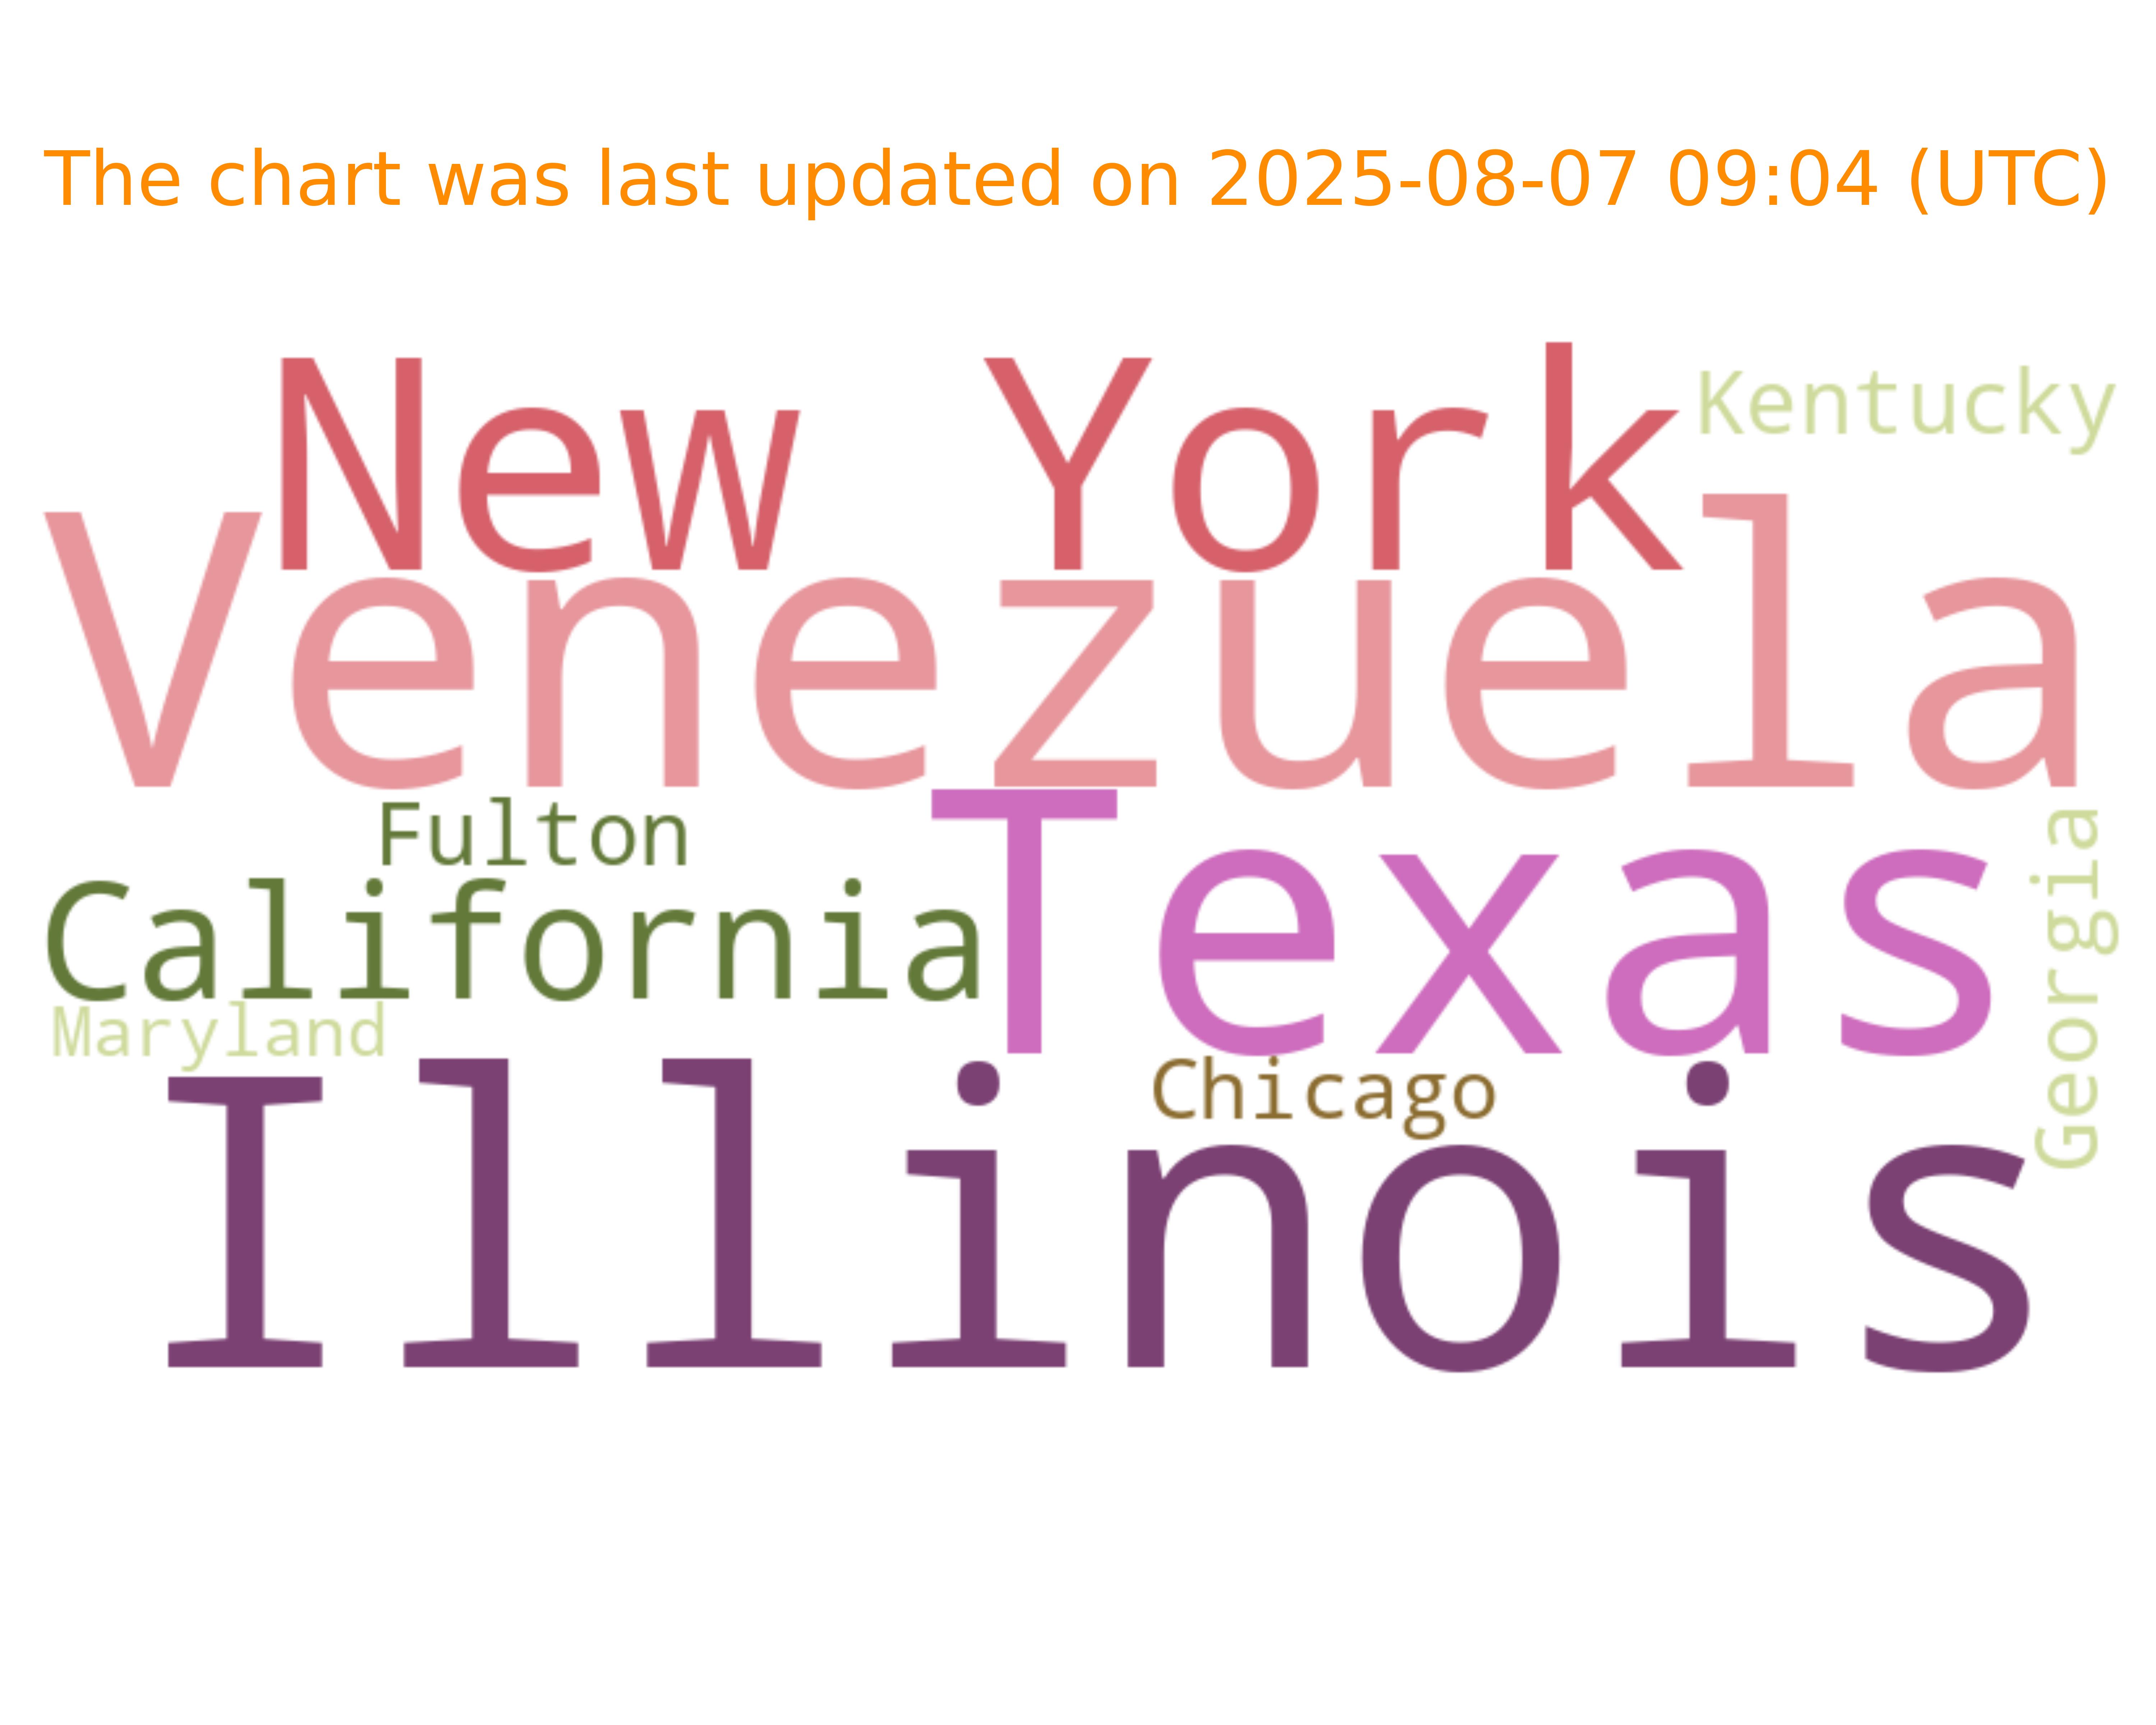 The chart was last updated on 2025-08-07 09:04 (UTC)
New York
Kentucky
Venezuela
Fulton
Texas
Georgia
California
Maryland
Chicago
Illinois